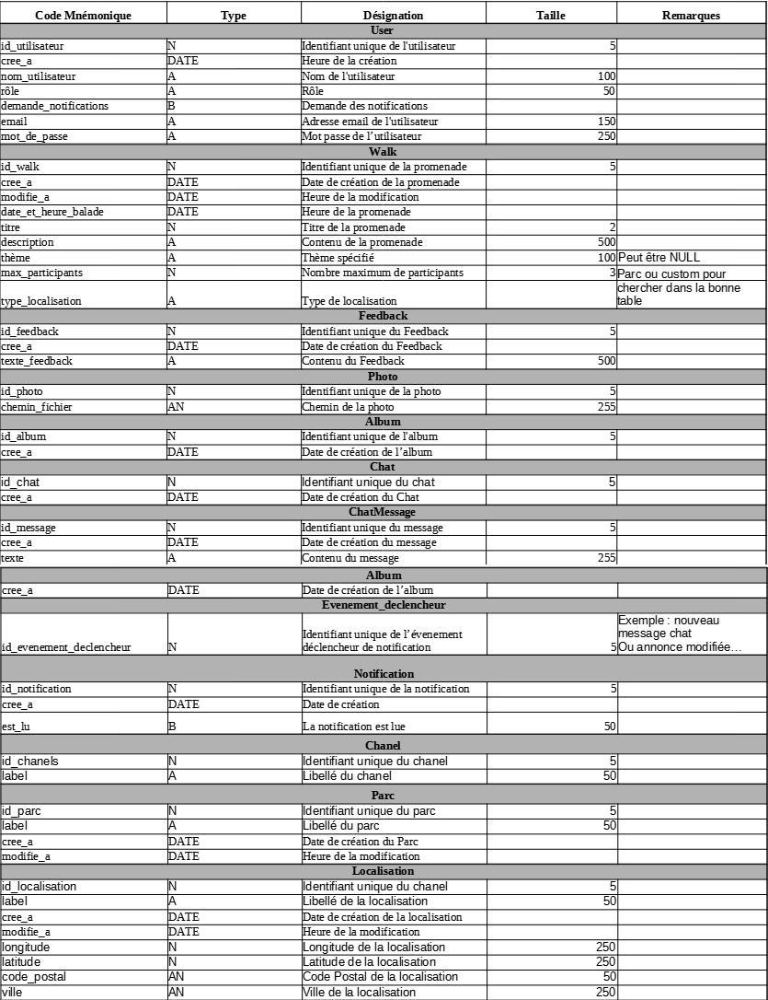 Code Mnémonique Type Désignation Taille Remarques
User
id_utilisateur N Identifiant unique de l'utilisateur 5
cree_a DATE Heure de la création
nom_utilisateur A Nom de l'utilisateur 100
rôle A Rôle 50
demande_notifications B Demande des notifications
email A Adresse email de l'utilisateur 150
mot_de_passe A Mot passe de l’utilisateur 250
Walk
id_walk N Identifiant unique de la promenade 5
cree_a DATE Date de création de la promenade
modifie_a DATE Heure de la modification
date_et_heure_balade DATE Heure de la promenade
titre N Titre de la promenade 2
description A Contenu de la promenade 500
thème A Thème spécifié 100 Peut être NULL
max_participants N Nombre maximum de participants 3
Parc ou custom pour
chercher dans la bonne
type_localisation A Type de localisation table
Feedback
id_feedback N Identifiant unique du Feedback 5
cree_a DATE Date de création du Feedback
texte_feedback A Contenu du Feedback 500
Photo
id_photo N Identifiant unique de la photo 5
chemin_fichier AN Chemin de la photo 255
Album
id_album N Identifiant unique de l'album 5
cree_a DATE Date de création de l’album
Chat
id_chat N Identifiant unique du chat 5
cree_a DATE Date de création du Chat
ChatMessage
id_message N Identifiant unique du message 5
cree_a DATE Date de création du message
texte A Contenu du message 255
Album
cree_a DATE Date de création de l’album
Evenement_declencheur
Exemple : nouveau
Identifiant unique de l’évenement message chat
id_evenement_declencheur N déclencheur de notification 5 Ou annonce modifiée…
Notification
id_notification N Identifiant unique de la notification 5
cree_a DATE Date de création
est_lu B La notification est lue 50
Chanel
id_chanels N Identifiant unique du chanel 5
label A Libellé du chanel 50
Parc
id_parc N Identifiant unique du parc 5
label A Libellé du parc 50
cree_a DATE Date de création du Parc
modifie_a DATE Heure de la modification
Localisation
id_localisation N Identifiant unique du chanel 5
label A Libellé de la localisation 50
cree_a DATE Date de création de la localisation
modifie_a DATE Heure de la modification
longitude N Longitude de la localisation 250
latitude N Latitude de la localisation 250
code_postal AN Code Postal de la localisation 50
ville AN Ville de la localisation 250